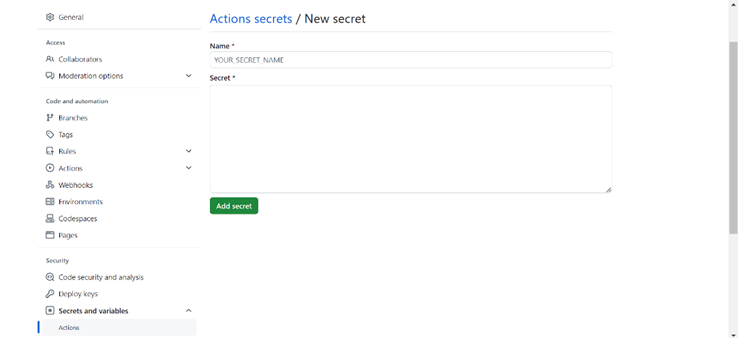 General
Access
Collaborators
Moderation options
Code and automation
Branches
Tags
Rules
Actions
Webhooks
Environments
Codespaces
Pages
Security
Code security and analysis
Deploy keys
Secrets and variables
Actions
Actions secrets / New secret
Name *
YOUR_SECRET_NAME
Secret *
Add secret